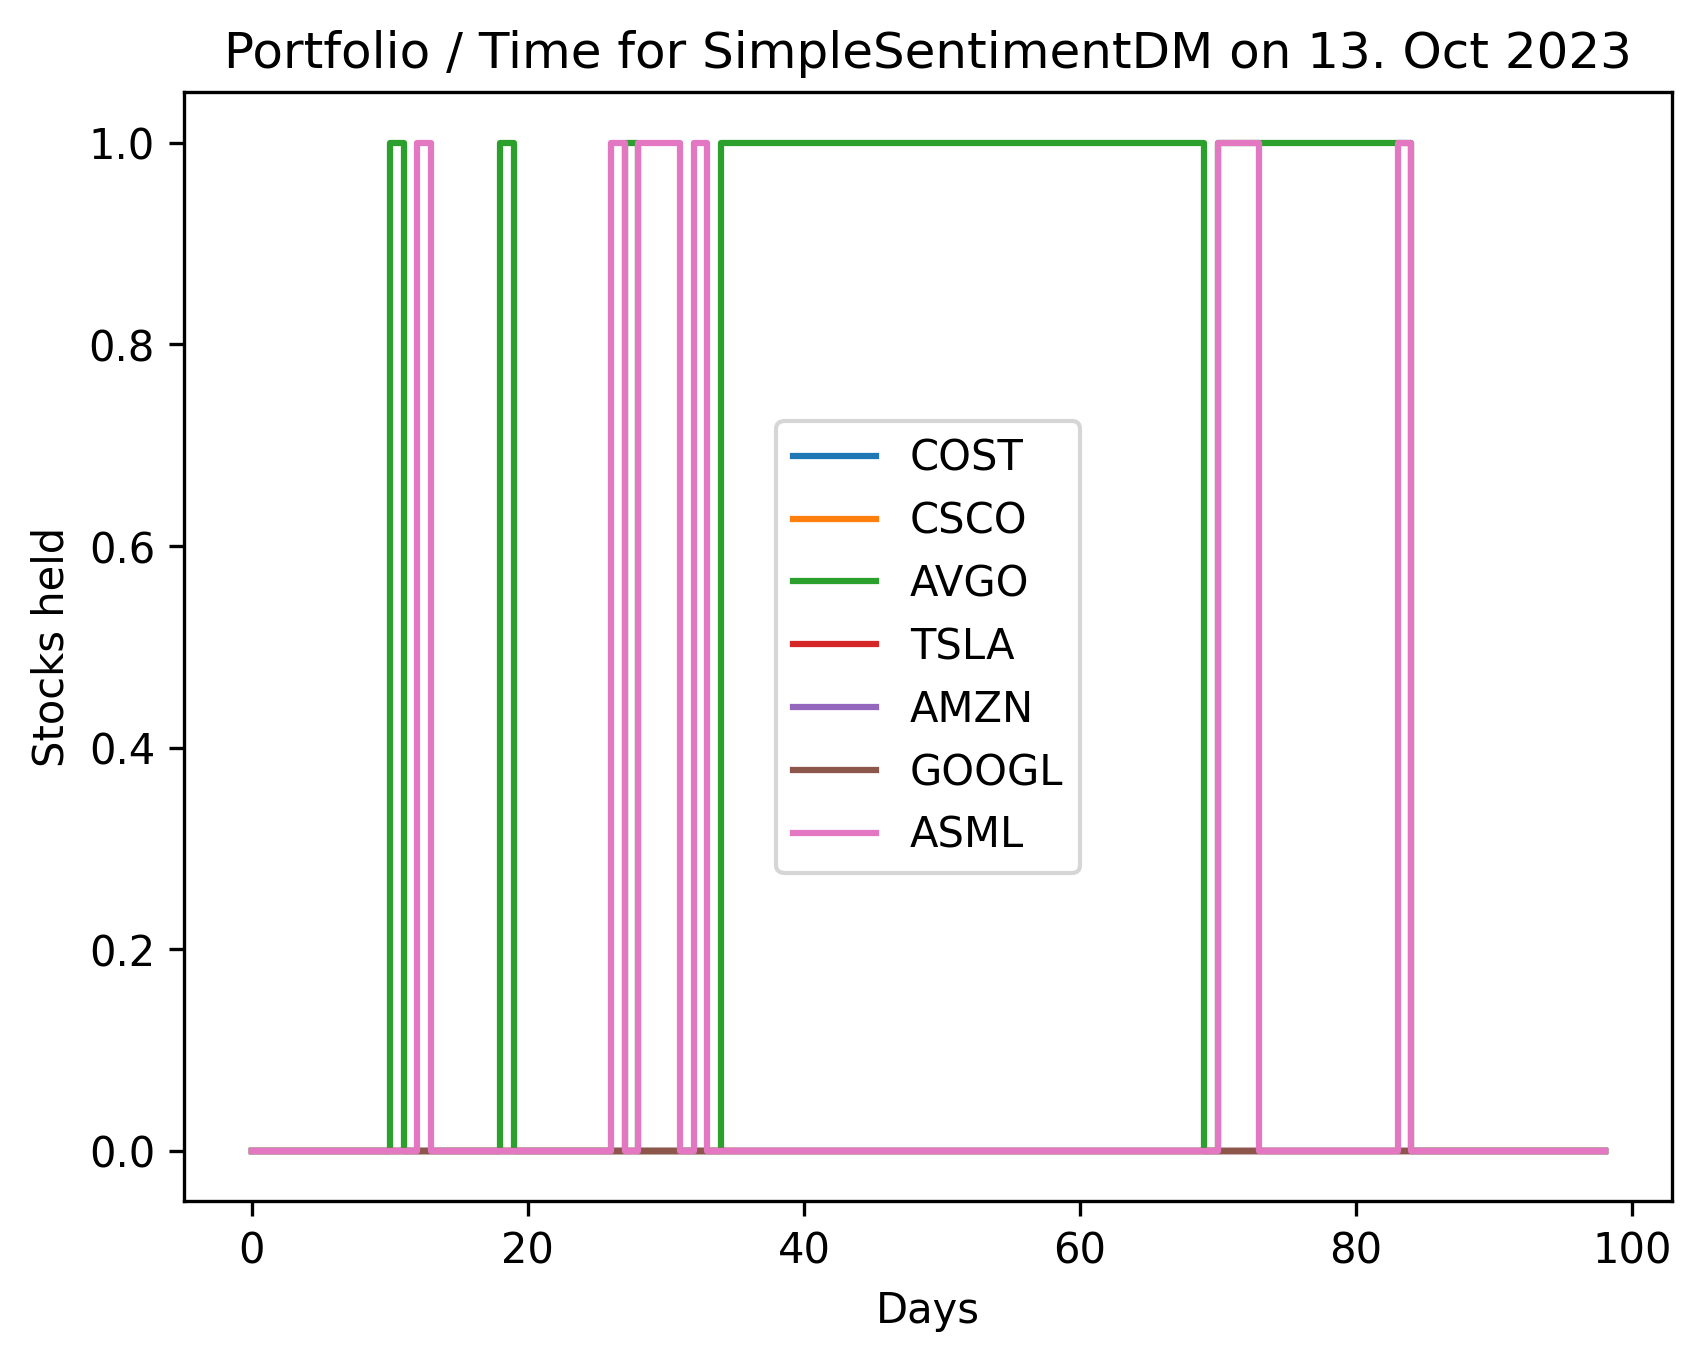 Portfolio / Time for SimpleSentimentDM on 13. Oct 2023
1.0
0.8
0.6
0.4
0.2
0.0
Stocks held
COST
CSCO
AVGO
TSLA
AMZN
GOOGL
ASML
0 20 40 60 80 100
Days